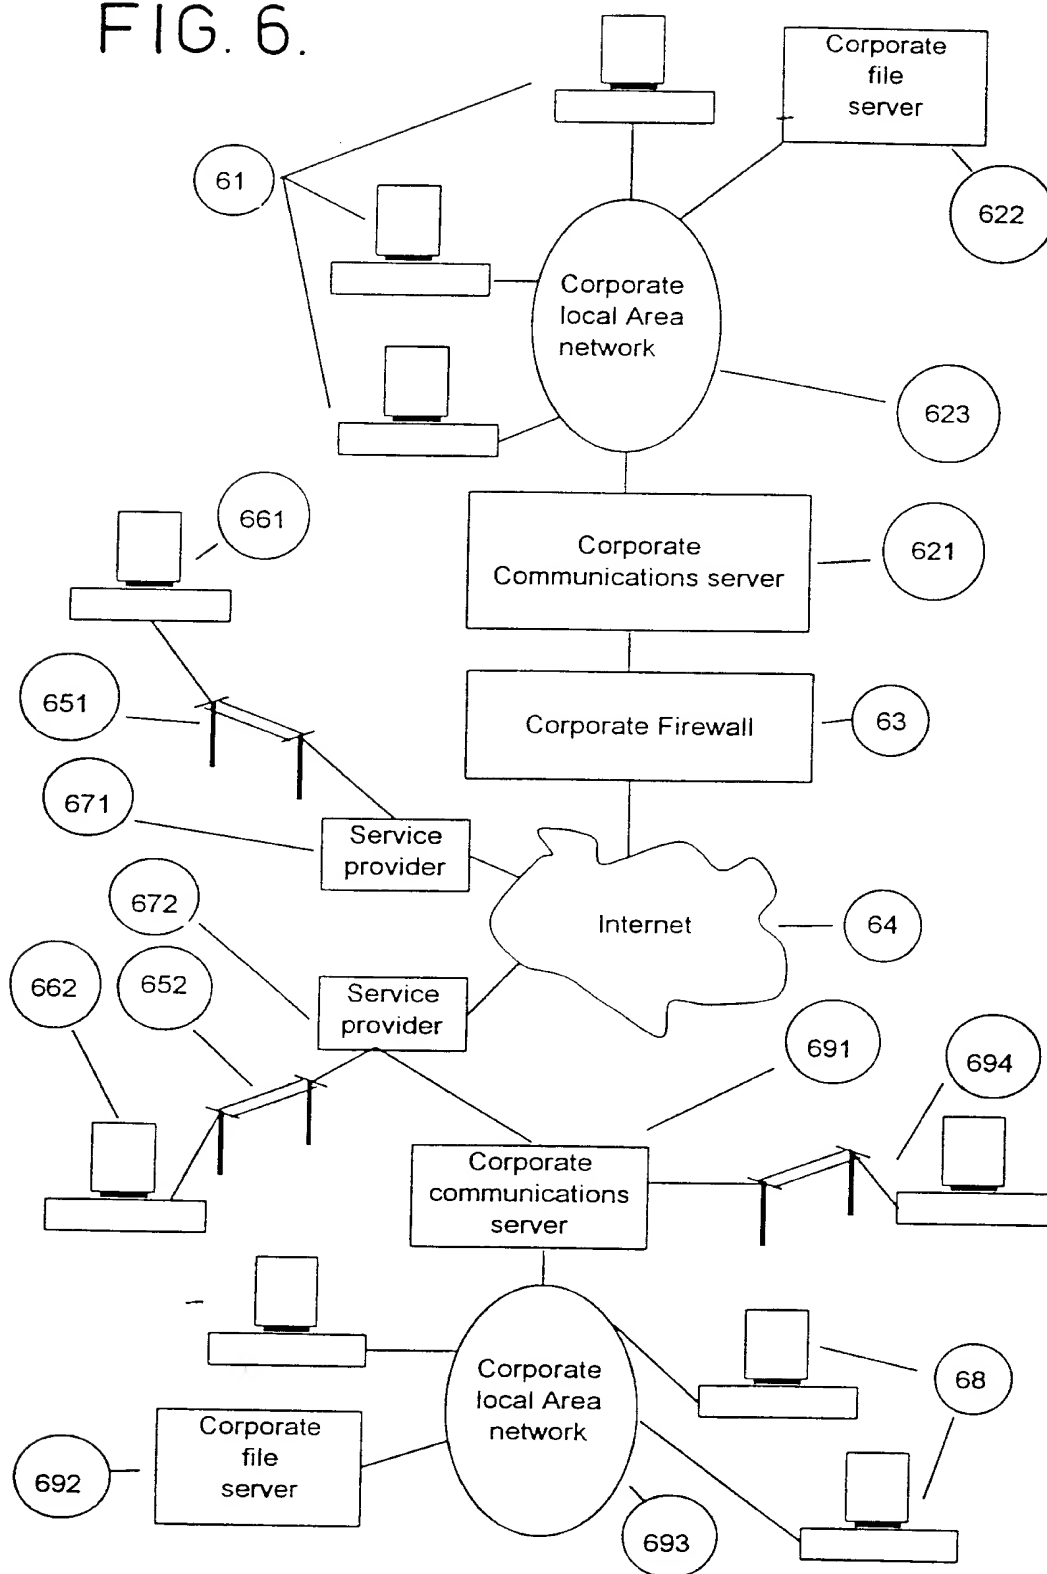 FIG. 6.
Corporate
file
server
61
622
Corporate
local Area
network
623
661
Corporate
Communications server
621
651
Corporate Firewall
63
671
Service
provider
672
Internet
64
662
652
Service
provider
691
694
Corporate
communications
server
Corporate
local Area
network
68
Corporate
file
server
692
693